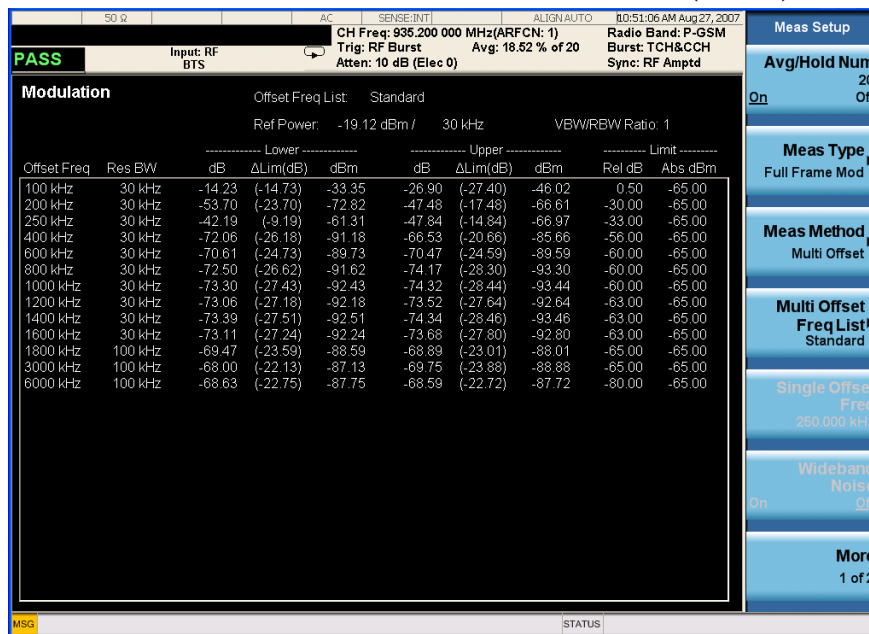 50 Ω AC SENSE:INT ALIGN AUTO 10:51:06 AM Aug 27, 2007
CH Freq: 935.200 000 MHz(ARFCN: 1) Radio Band: P-GSM
PASS Input: RF Trig: RF Burst Avg: 18.52 % of 20 Burst: TCH&CCH
BTS Atten: 10 dB (Elec 0) Sync: RF Amptd
Modulation Offset Freq List: Standard
Ref Power: -19.12 dBm / 30 kHz VBW/RBW Ratio: 1
------------ Lower ------------ ------------ Upper ------------ ---------- Limit ---------
Offset Freq Res BW dB ΔLim(dB) dBm dB ΔLim(dB) dBm Rel dB Abs dBm
100 kHz 30 kHz -14.23 (-14.73) -33.35 -26.90 (-27.40) -46.02 0.50 -65.00
200 kHz 30 kHz -53.70 (-23.70) -72.82 -47.48 (-17.48) -66.61 -30.00 -65.00
250 kHz 30 kHz -42.19 (-9.19) -61.31 -47.84 (-14.84) -66.97 -33.00 -65.00
400 kHz 30 kHz -72.06 (-26.18) -91.18 -66.53 (-20.66) -85.66 -56.00 -65.00
600 kHz 30 kHz -70.61 (-24.73) -89.73 -70.47 (-24.59) -89.59 -60.00 -65.00
800 kHz 30 kHz -72.50 (-26.62) -91.62 -74.17 (-28.30) -93.30 -60.00 -65.00
1000 kHz 30 kHz -73.30 (-27.43) -92.43 -74.32 (-28.44) -93.44 -60.00 -65.00
1200 kHz 30 kHz -73.06 (-27.18) -92.18 -73.52 (-27.64) -92.64 -63.00 -65.00
1400 kHz 30 kHz -73.39 (-27.51) -92.51 -74.34 (-28.46) -93.46 -63.00 -65.00
1600 kHz 30 kHz -73.11 (-27.24) -92.24 -73.68 (-27.80) -92.80 -63.00 -65.00
1800 kHz 100 kHz -69.47 (-23.59) -88.59 -68.89 (-23.01) -88.01 -65.00 -65.00
3000 kHz 100 kHz -68.00 (-22.13) -87.13 -69.75 (-23.88) -88.88 -65.00 -65.00
6000 kHz 100 kHz -68.63 (-22.75) -87.75 -68.59 (-22.72) -87.72 -80.00 -65.00
Meas Setup
Avg/Hold Num
20
On Of
Meas Type
Full Frame Mod
Meas Method
Multi Offset
Multi Offset
Freq List
Standard
Single Offse
Freq
250.000 kH
Wideband
Noise
On Of
More
1 of 2
MSG STATUS